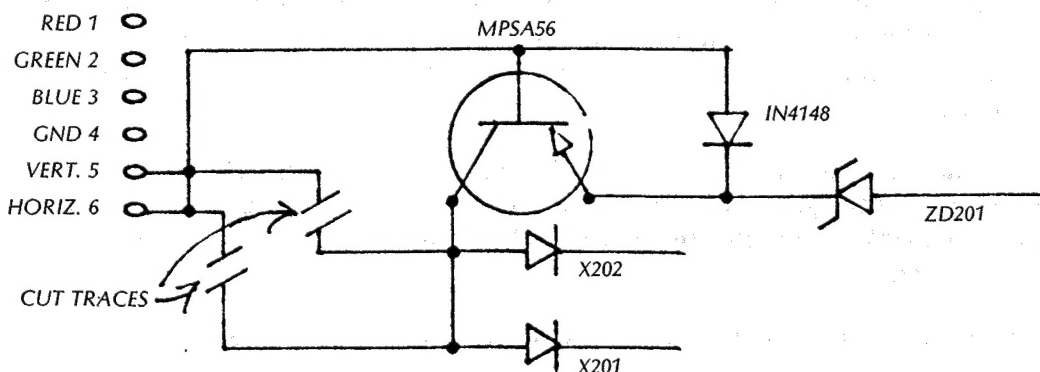 RED 1
GREEN 2
BLUE 3
GND 4
VERT. 5
HORIZ. 6
CUT TRACES
MPSA56
IN4148
ZD201
X202
X201